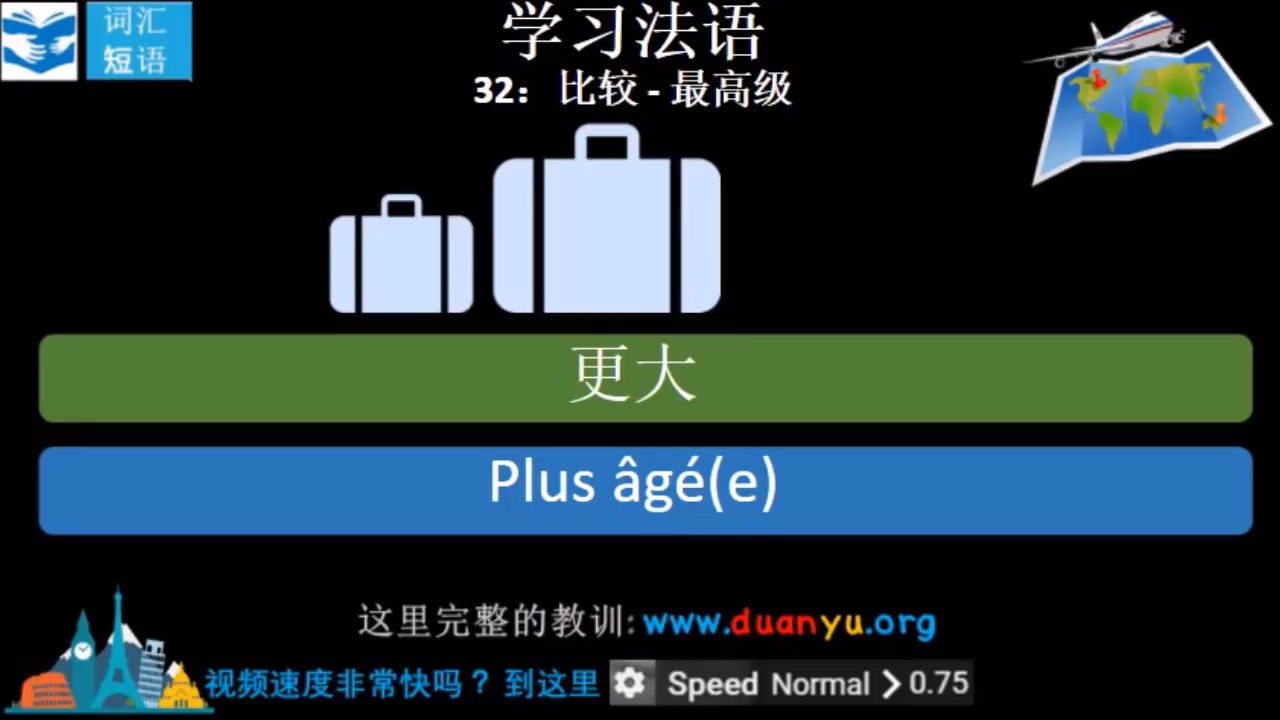 词汇
短语
学习法语
32： 比较 - 最高级
更大
Plus âgé(e)
这里完整的教训: www.duanyu.org
视频速度非常快吗？ 到这里 Speed Normal > 0.75